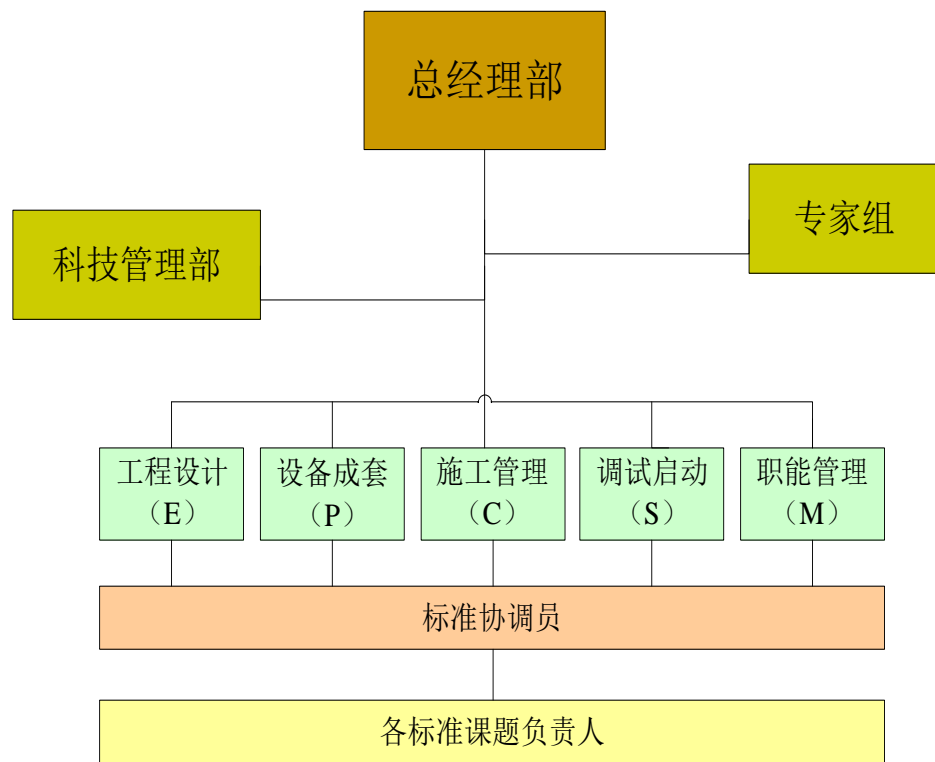 总经理部
专家组
科技管理部
工程设计
（E）
设备成套
（P）
施工管理
（C）
调试启动
（S）
职能管理
（M）
标准协调员
各标准课题负责人